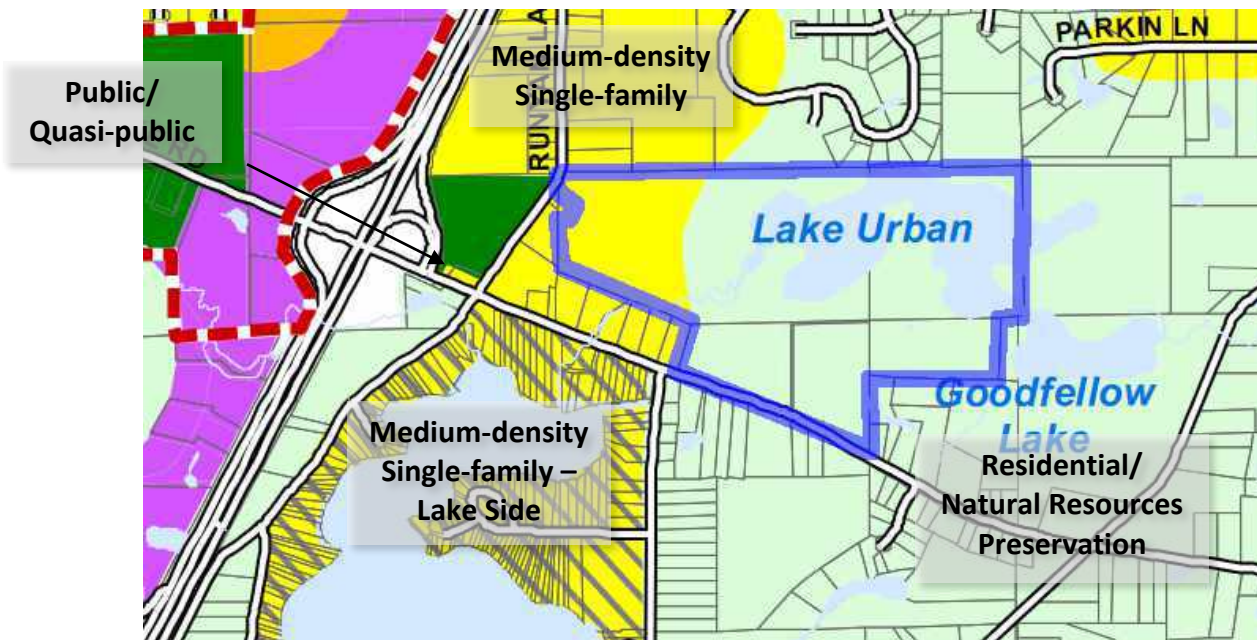 Public/
Quasi-public
RD
Medium-density
Single-family
PARKIN LN
Lake Urban
Goodfellow
Lake
Medium-density
Single-family –
Lake Side
Residential/
Natural Resources
Preservation